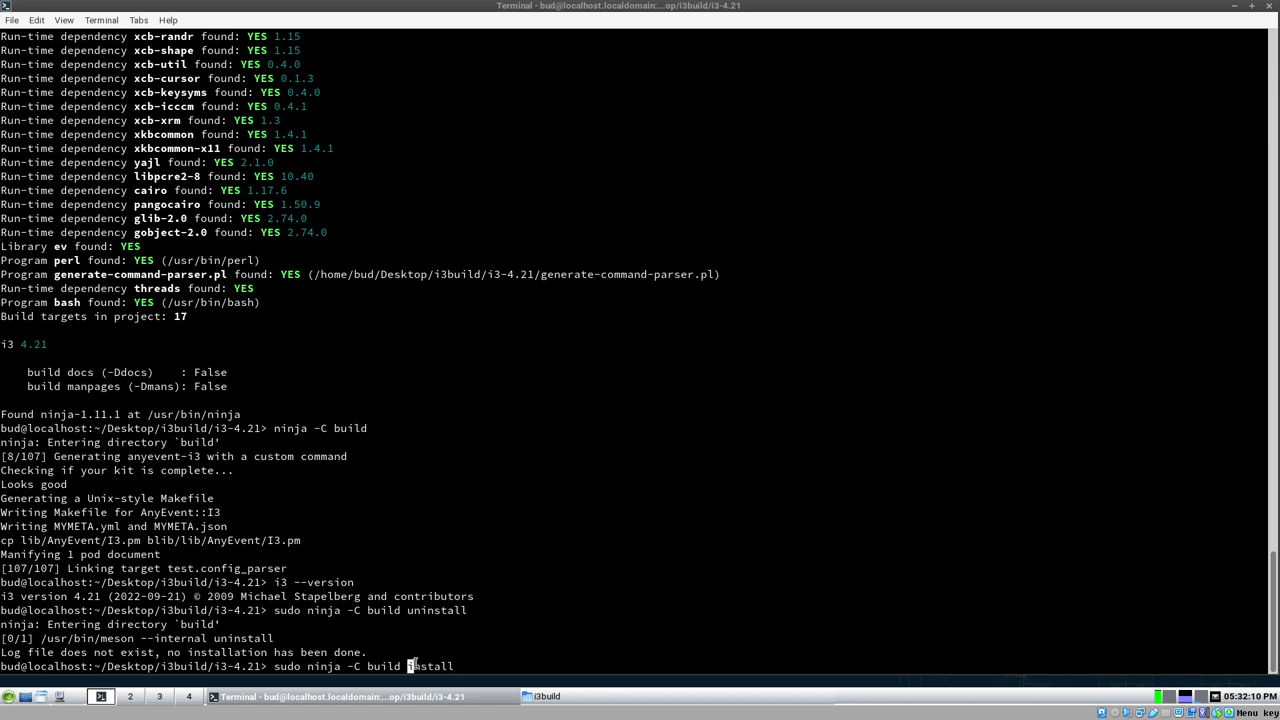 Terminal - bud@localhost.localdomain:...op/i3build/i3-4.21
File Edit View Terminal Tabs Help
Run-time dependency xcb-randr found: YES 1.15
Run-time dependency xcb-shape found: YES 1.15
Run-time dependency xcb-util found: YES 0.4.0
Run-time dependency xcb-cursor found: YES 0.1.3
Run-time dependency xcb-keysyms found: YES 0.4.0
Run-time dependency xcb-icccm found: YES 0.4.1
Run-time dependency xcb-xrm found: YES 1.3
Run-time dependency xkbcommon found: YES 1.4.1
Run-time dependency xkbcommon-x11 found: YES 1.4.1
Run-time dependency yajl found: YES 2.1.0
Run-time dependency libpcre2-8 found: YES 10.40
Run-time dependency cairo found: YES 1.17.6
Run-time dependency pangocairo found: YES 1.50.9
Run-time dependency glib-2.0 found: YES 2.74.0
Run-time dependency gobject-2.0 found: YES 2.74.0
Library ev found: YES
Program perl found: YES (/usr/bin/perl)
Program generate-command-parser.pl found: YES (/home/bud/Desktop/i3build/i3-4.21/generate-command-parser.pl)
Run-time dependency threads found: YES
Program bash found: YES (/usr/bin/bash)
Build targets in project: 17
i3 4.21
build docs (-Ddocs) : False
build manpages (-Dmans): False
Found ninja-1.11.1 at /usr/bin/ninja
bud@localhost:~/Desktop/i3build/i3-4.21> ninja -C build
ninja: Entering directory `build'
[8/107] Generating anyevent-i3 with a custom command
Checking if your kit is complete...
Looks good
Generating a Unix-style Makefile
Writing Makefile for AnyEvent::I3
Writing MYMETA.yml and MYMETA.json
cp lib/AnyEvent/I3.pm blib/lib/AnyEvent/I3.pm
Manifying 1 pod document
[107/107] Linking target test.config_parser
bud@localhost:~/Desktop/i3build/i3-4.21> i3 --version
i3 version 4.21 (2022-09-21) © 2009 Michael Stapelberg and contributors
bud@localhost:~/Desktop/i3build/i3-4.21> sudo ninja -C build uninstall
ninja: Entering directory `build'
[0/1] /usr/bin/meson --internal uninstall
Log file does not exist, no installation has been done.
bud@localhost:~/Desktop/i3build/i3-4.21> sudo ninja -C build install
2 3 4 Terminal - bud@localhost.localdomain:...op/i3build/i3-4.21 i3build 05:32:10 PM
Menu key